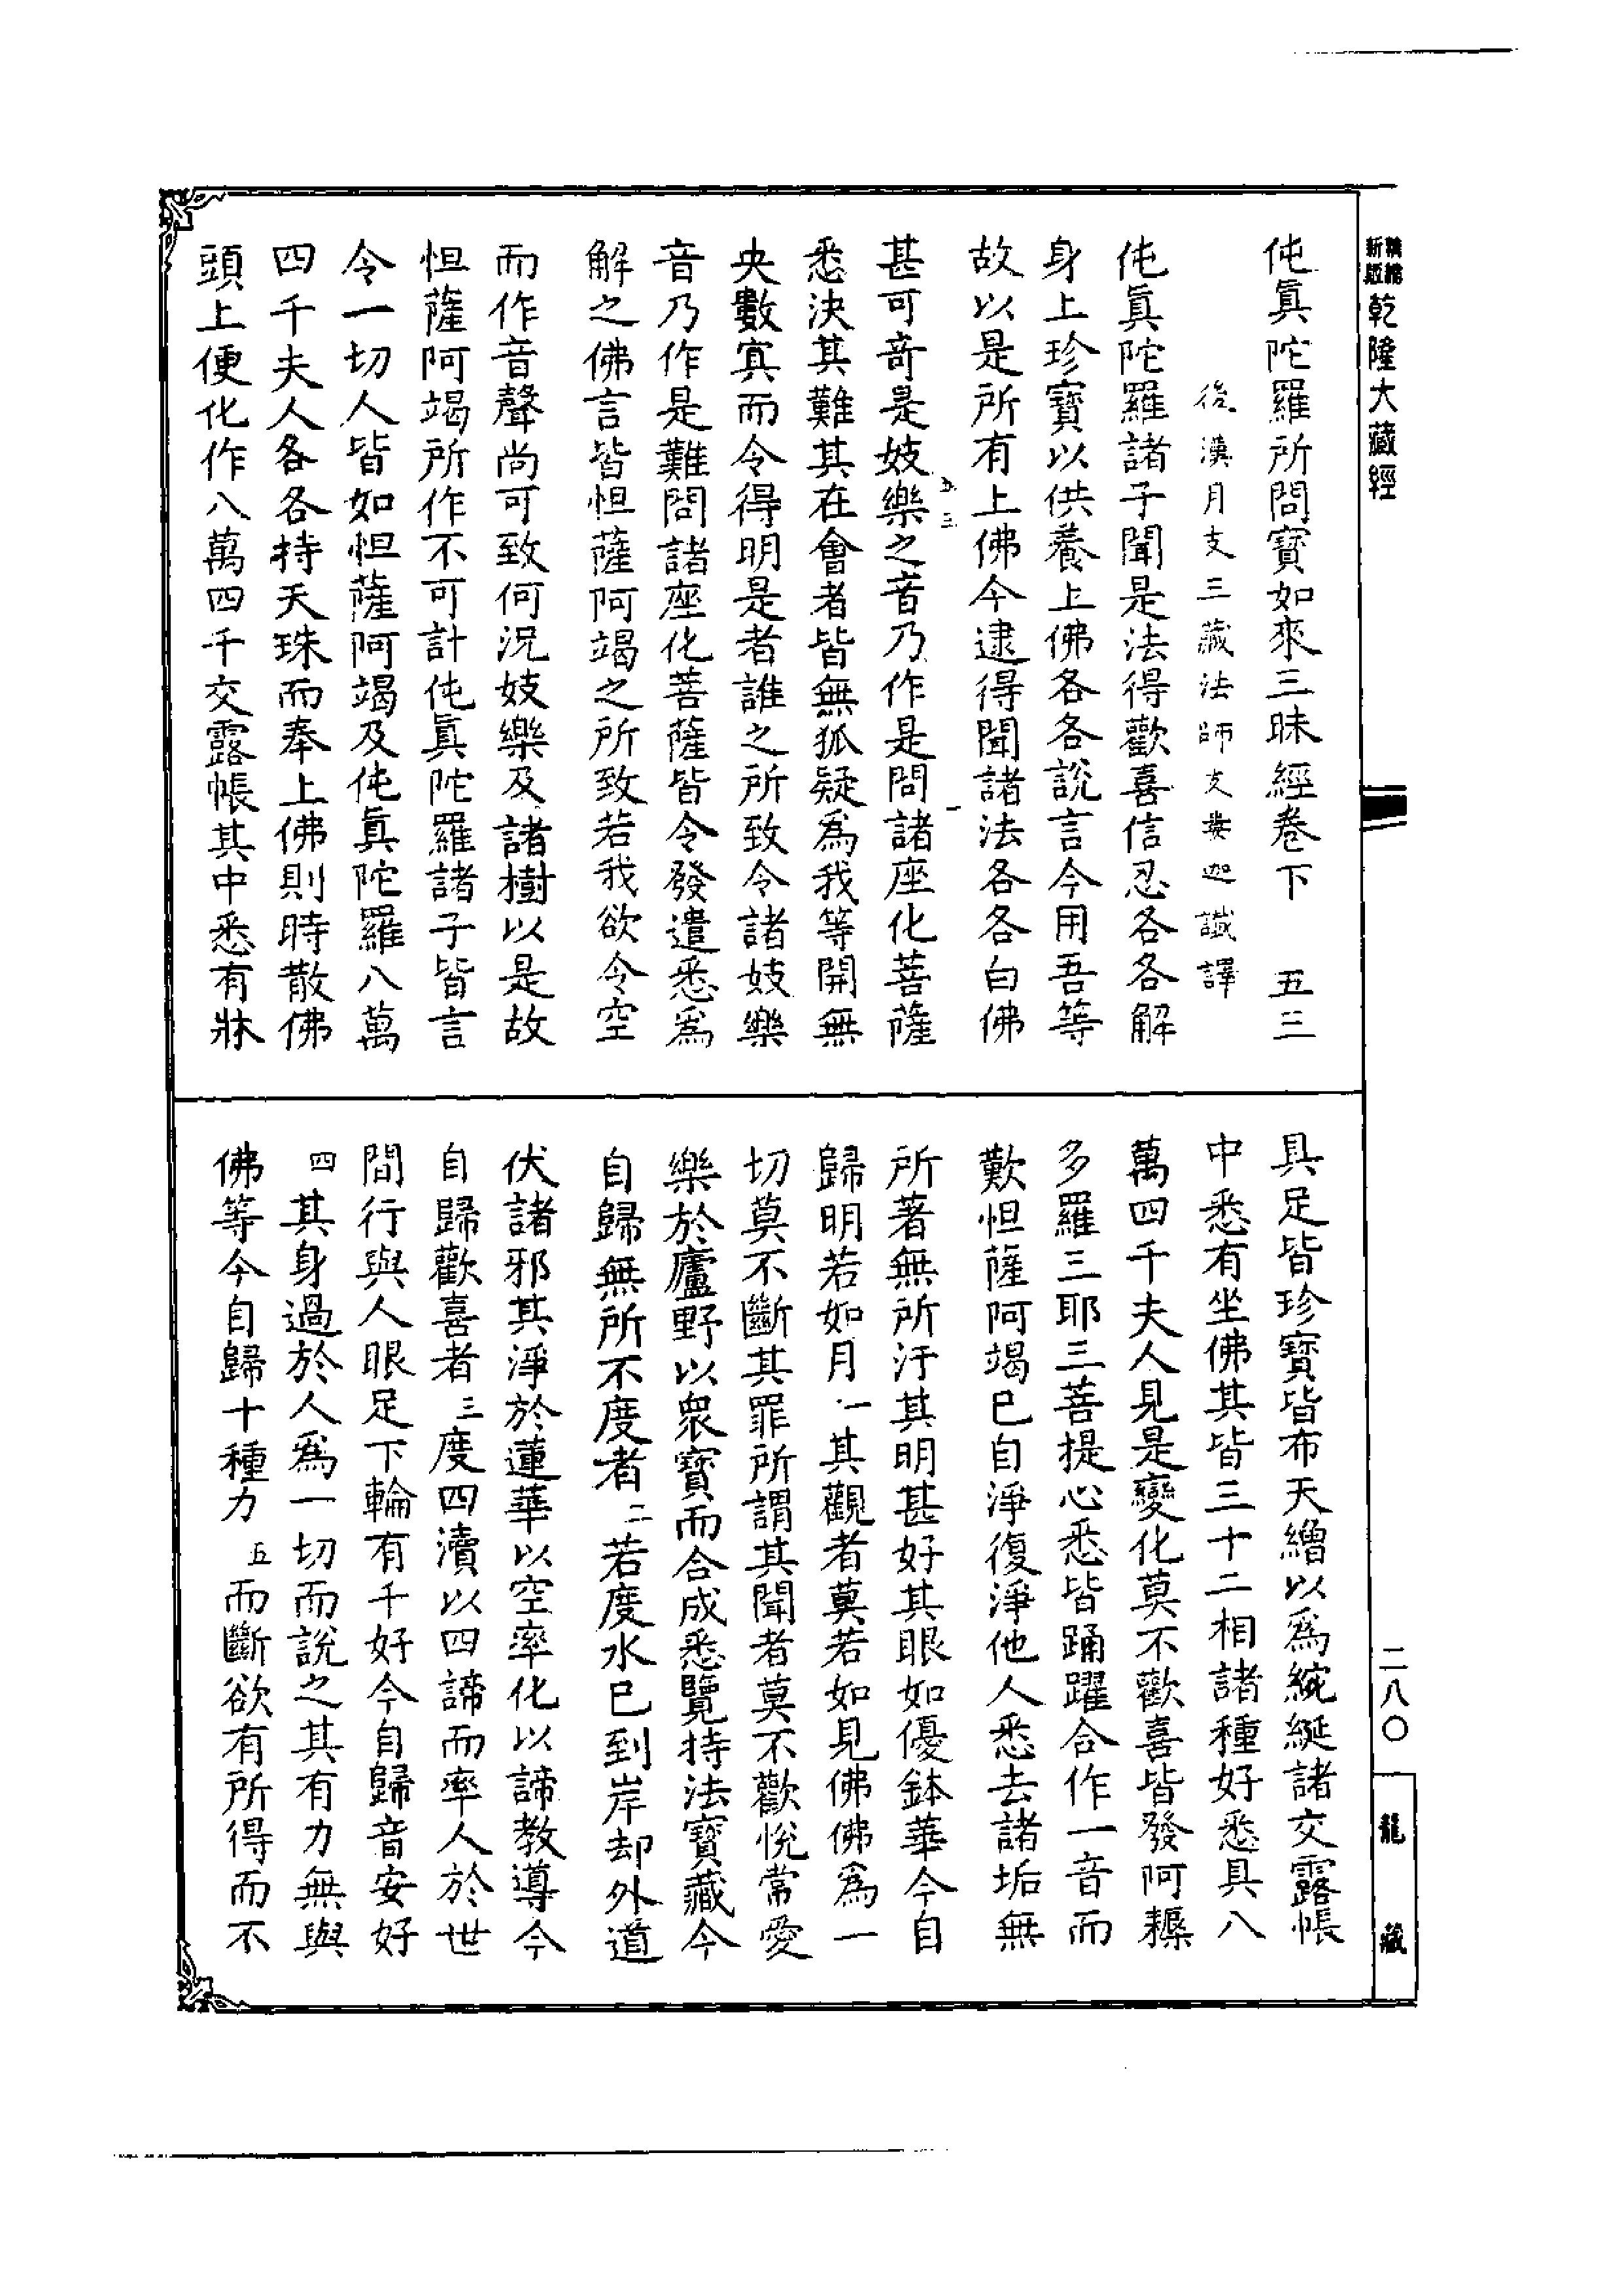 新版
乾隆大藏經
伅眞陀羅所問寶如來三昧經卷下 五三
後漢月支三藏法師支婁迦讖譯
伅眞陀羅諸子聞是法得歡喜信忍各各解
身上珍寶以供養上佛各各說言今用吾等
故以是所有上佛今逮得聞諸法各各白佛
五三 一
甚可奇是妓樂之音乃作是問諸座化菩薩
悉決其難其在會者皆無狐疑爲我等開無
央數寘而令得明是者誰之所致令諸妓樂
音乃作是難問諸座化菩薩皆令發遣悉爲
解之佛言皆怛薩阿竭之所致若我欲令空
而作音聲尚可致何況妓樂及諸樹以是故
怛薩阿竭所作不可計伅眞陀羅諸子皆言
令一切人皆如怛薩阿竭及伅眞陀羅八萬
四千夫人各各持天珠而奉上佛則時散佛
頭上便化作八萬四千交露帳其中悉有牀
具足皆珍寶皆布天繒以爲綩綖諸交露帳
中悉有坐佛其皆三十二相諸種好悉具八
萬四千夫人見是變化莫不歡喜皆發阿耨
多羅三耶三菩提心悉皆踊躍合作一音而
歎怛薩阿竭已自淨復淨他人悉去諸垢無
所著無所汙其明甚好其眼如優鉢華今自
歸明若如月一其觀者莫若如見佛佛爲一
切莫不斷其罪所謂其聞者莫不歡悅常愛
樂於廬野以衆寶而合成悉覽持法寶藏今
自歸無所不度者二若度水已到岸却外道
伏諸邪其淨於蓮華以空率化以諦教導今
自歸歡喜者三度四瀆以四諦而率人於世
間行與人眼足下輪有千好今自歸音安好
四其身過於人爲一切而說之其有力無與
佛等今自歸十種力五而斷欲有所得而不
二八〇
龍藏